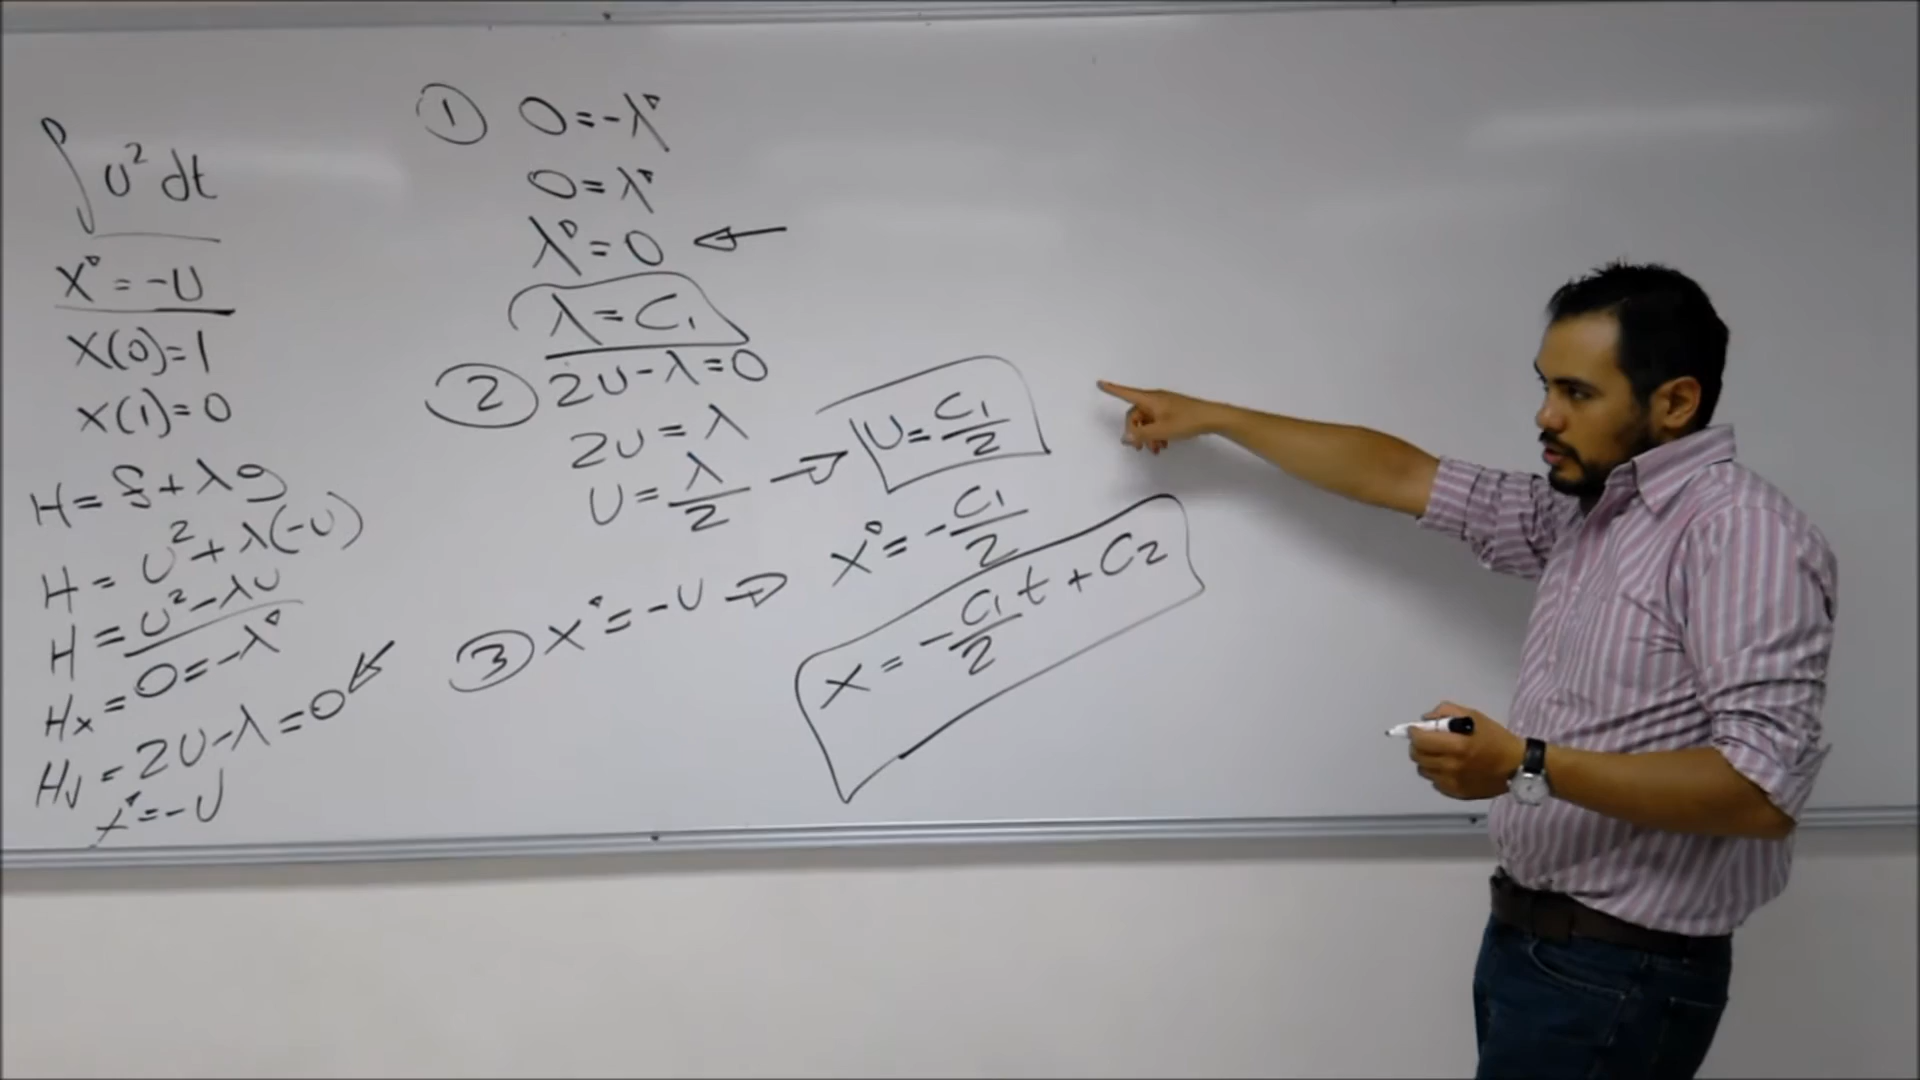 ∫ U² dt
X° = -U
X(0)=1
X(1)=0
H = f + λg
H = U² + λ(-U)
H = U² - λU
Hx = 0 = -λ°
HU = 2U - λ = 0
x° = -U
① 0 = -λ°
0 = λ°
λ° = 0 ←
λ = C₁
② 2U - λ = 0
2U = λ
U = λ/2 → U = C₁/2
③ X° = -U → X° = -C₁/2
X = -C₁/2 t + C₂